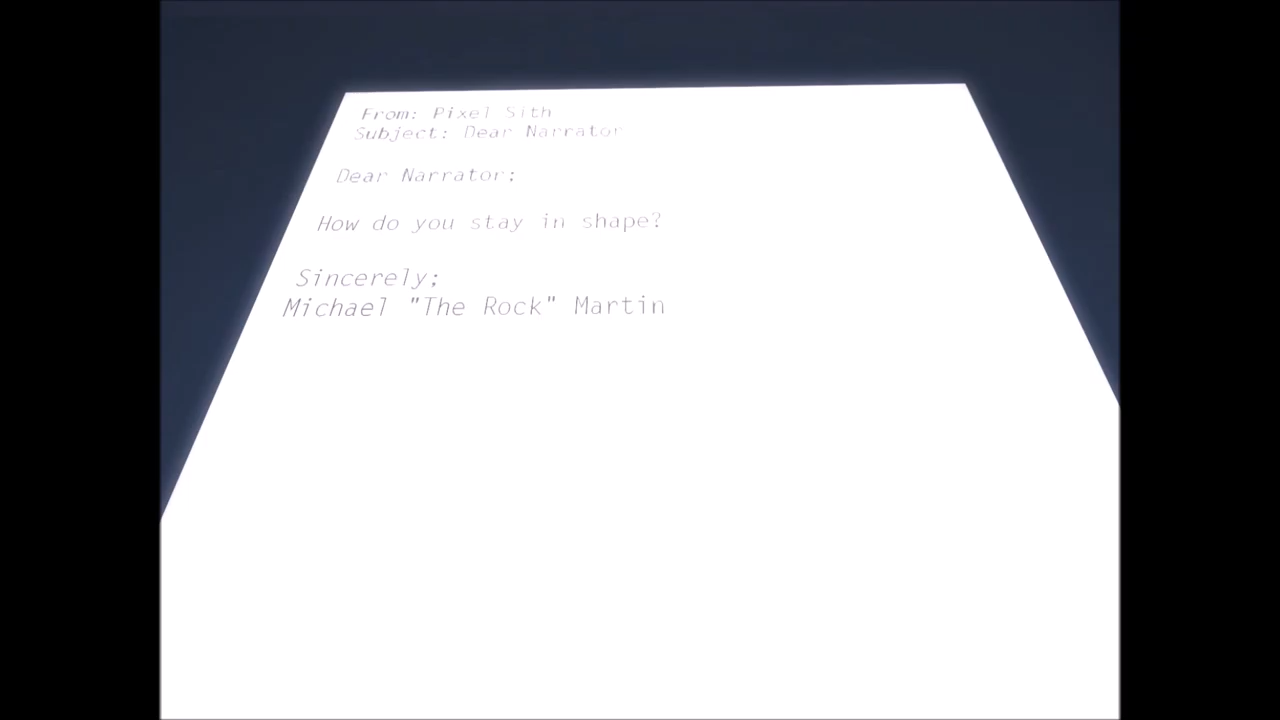 From: Pixel Sith
Subject: Dear Narrator
Dear Narrator:
How do you stay in shape?
Sincerely;
Michael "The Rock" Martin